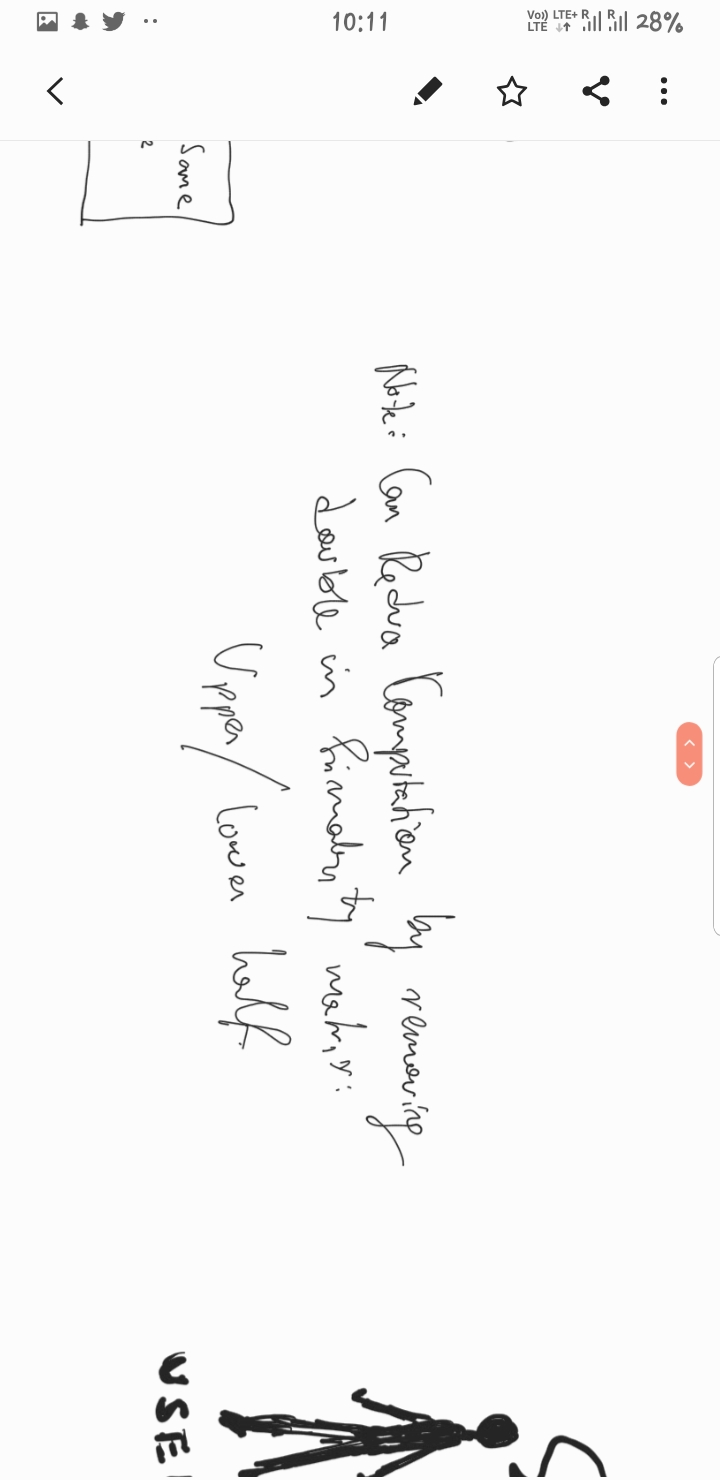 10:11
Vo)) LTE+ R R 28%
LTE
Same
2
Note: Can Reduce Computation by removing
double in Similarity matrix:
Upper/ lower half
USE